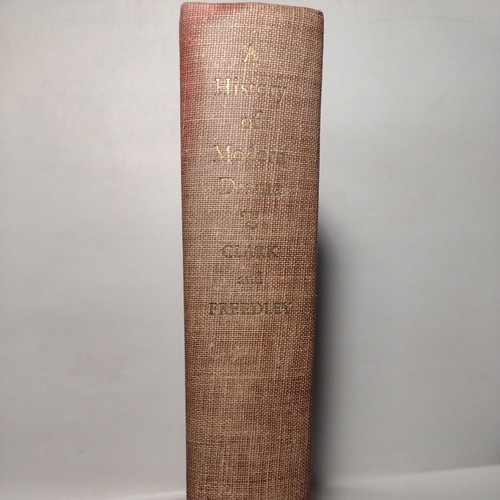 A
History
of
Modern
Drama
CLARK
and
FREEDLEY